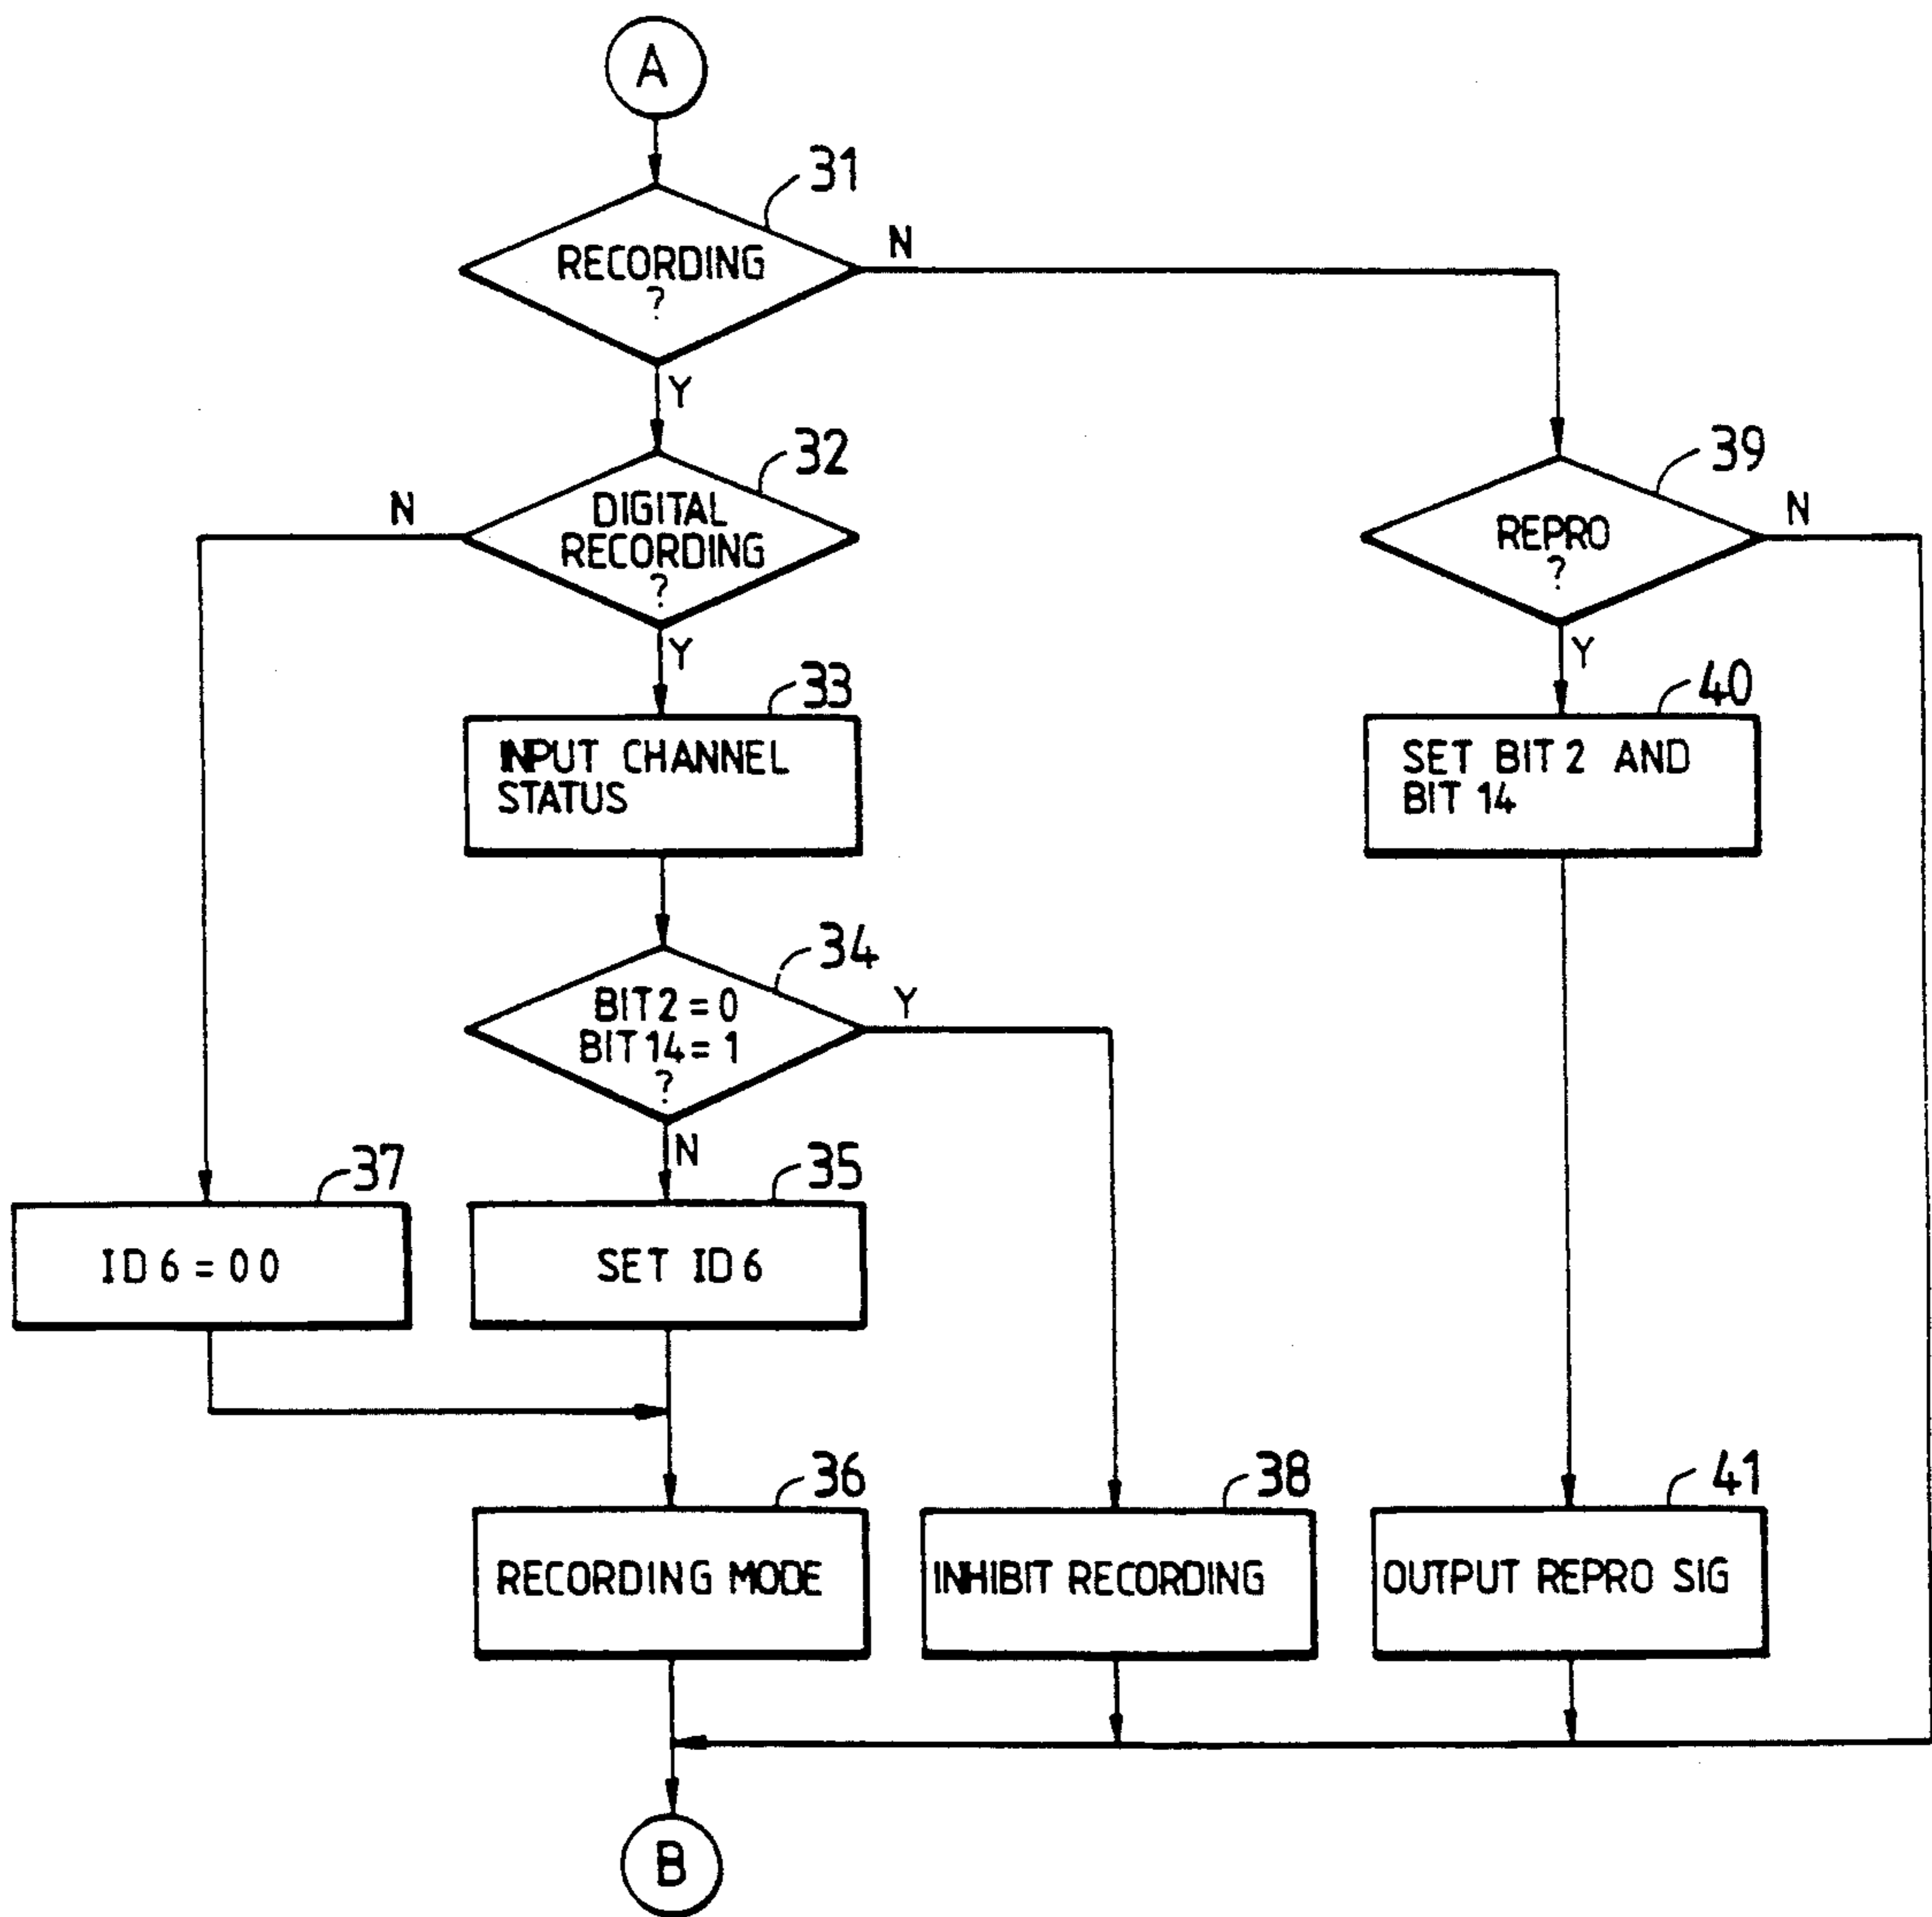 A
31
RECORDING
?
N
Y
32
DIGITAL
RECORDING
?
N
Y
39
REPRO
?
N
Y
33
INPUT CHANNEL
STATUS
40
SET BIT 2 AND
BIT 14
34
BIT 2 = 0
BIT 14 = 1
?
Y
N
37
ID 6 = 0 0
35
SET ID 6
36
RECORDING MODE
38
INHIBIT RECORDING
41
OUTPUT REPRO SIG
B